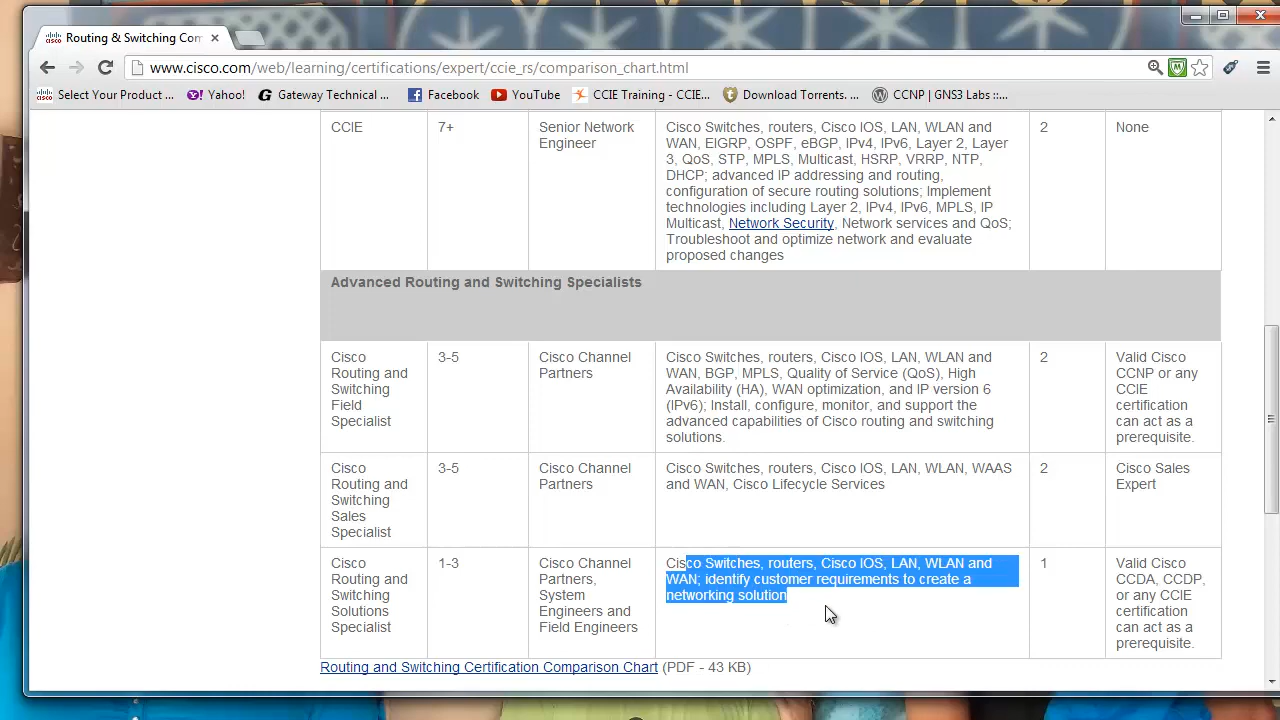 Routing & Switching Com
www.cisco.com/web/learning/certifications/expert/ccie_rs/comparison_chart.html
Select Your Product ... Yahoo! Gateway Technical ... Facebook YouTube CCIE Training - CCIE... Download Torrents. ... CCNP | GNS3 Labs ::...
CCIE
7+
Senior Network
Engineer
Cisco Switches, routers, Cisco IOS, LAN, WLAN and
WAN, EIGRP, OSPF, eBGP, IPv4, IPv6, Layer 2, Layer
3, QoS, STP, MPLS, Multicast, HSRP, VRRP, NTP,
DHCP; advanced IP addressing and routing,
configuration of secure routing solutions; Implement
technologies including Layer 2, IPv4, IPv6, MPLS, IP
Multicast, Network Security, Network services and QoS;
Troubleshoot and optimize network and evaluate
proposed changes
2
None
Advanced Routing and Switching Specialists
Cisco
Routing and
Switching
Field
Specialist
3-5
Cisco Channel
Partners
Cisco Switches, routers, Cisco IOS, LAN, WLAN and
WAN, BGP, MPLS, Quality of Service (QoS), High
Availability (HA), WAN optimization, and IP version 6
(IPv6); Install, configure, monitor, and support the
advanced capabilities of Cisco routing and switching
solutions.
2
Valid Cisco
CCNP or any
CCIE
certification
can act as a
prerequisite.
Cisco
Routing and
Switching
Sales
Specialist
3-5
Cisco Channel
Partners
Cisco Switches, routers, Cisco IOS, LAN, WLAN, WAAS
and WAN, Cisco Lifecycle Services
2
Cisco Sales
Expert
Cisco
Routing and
Switching
Solutions
Specialist
1-3
Cisco Channel
Partners,
System
Engineers and
Field Engineers
Cisco Switches, routers, Cisco IOS, LAN, WLAN and
WAN; identify customer requirements to create a
networking solution
1
Valid Cisco
CCDA, CCDP,
or any CCIE
certification
can act as a
prerequisite.
Routing and Switching Certification Comparison Chart (PDF - 43 KB)